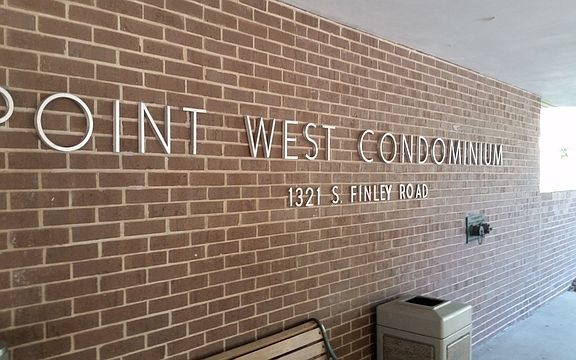 POINT WEST CONDOMINIUM
1321 S. FINLEY ROAD